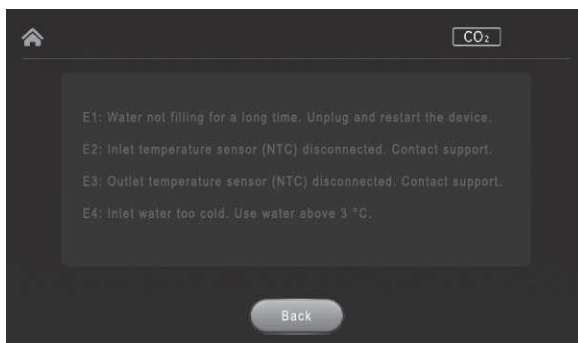 CO₂
E1: Water not filling for a long time. Unplug and restart the device.
E2: Inlet temperature sensor (NTC) disconnected. Contact support.
E3: Outlet temperature sensor (NTC) disconnected. Contact support.
E4: Inlet water too cold. Use water above 3 °C.
Back